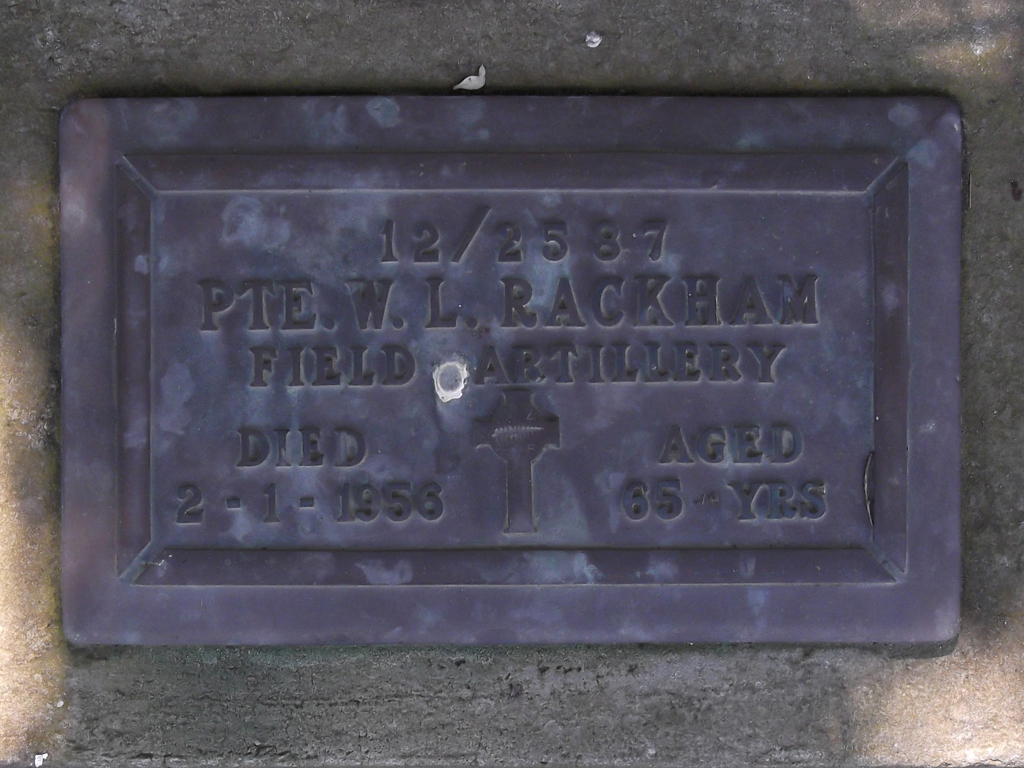 12/2587
PTE. W. L. RACKHAM
FIELD ARTILLERY
DIED AGED
2-1-1956 65-YRS